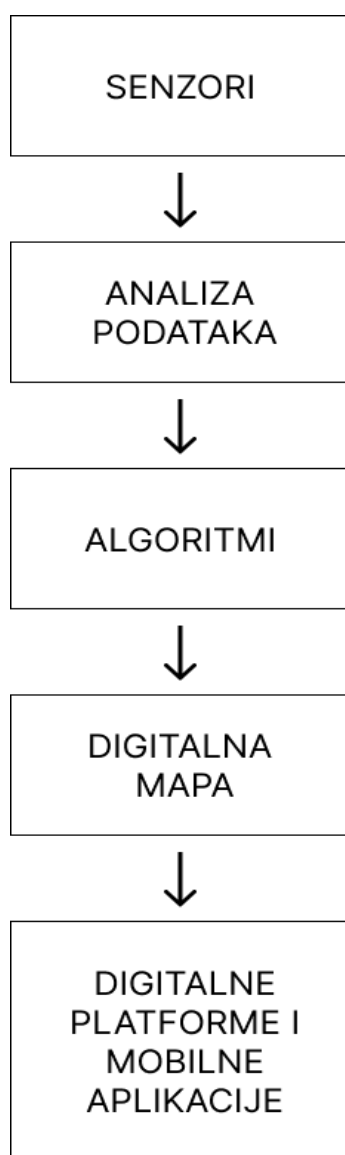 SENZORI
ANALIZA
PODATAKA
ALGORITMI
DIGITALNA
MAPA
DIGITALNE
PLATFORME I
MOBILNE
APLIKACIJE